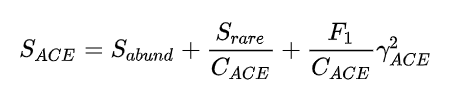 S_{ACE} = S_{abund} + \frac{S_{rare}}{C_{ACE}} + \frac{F_1}{C_{ACE}} \gamma^2_{ACE}